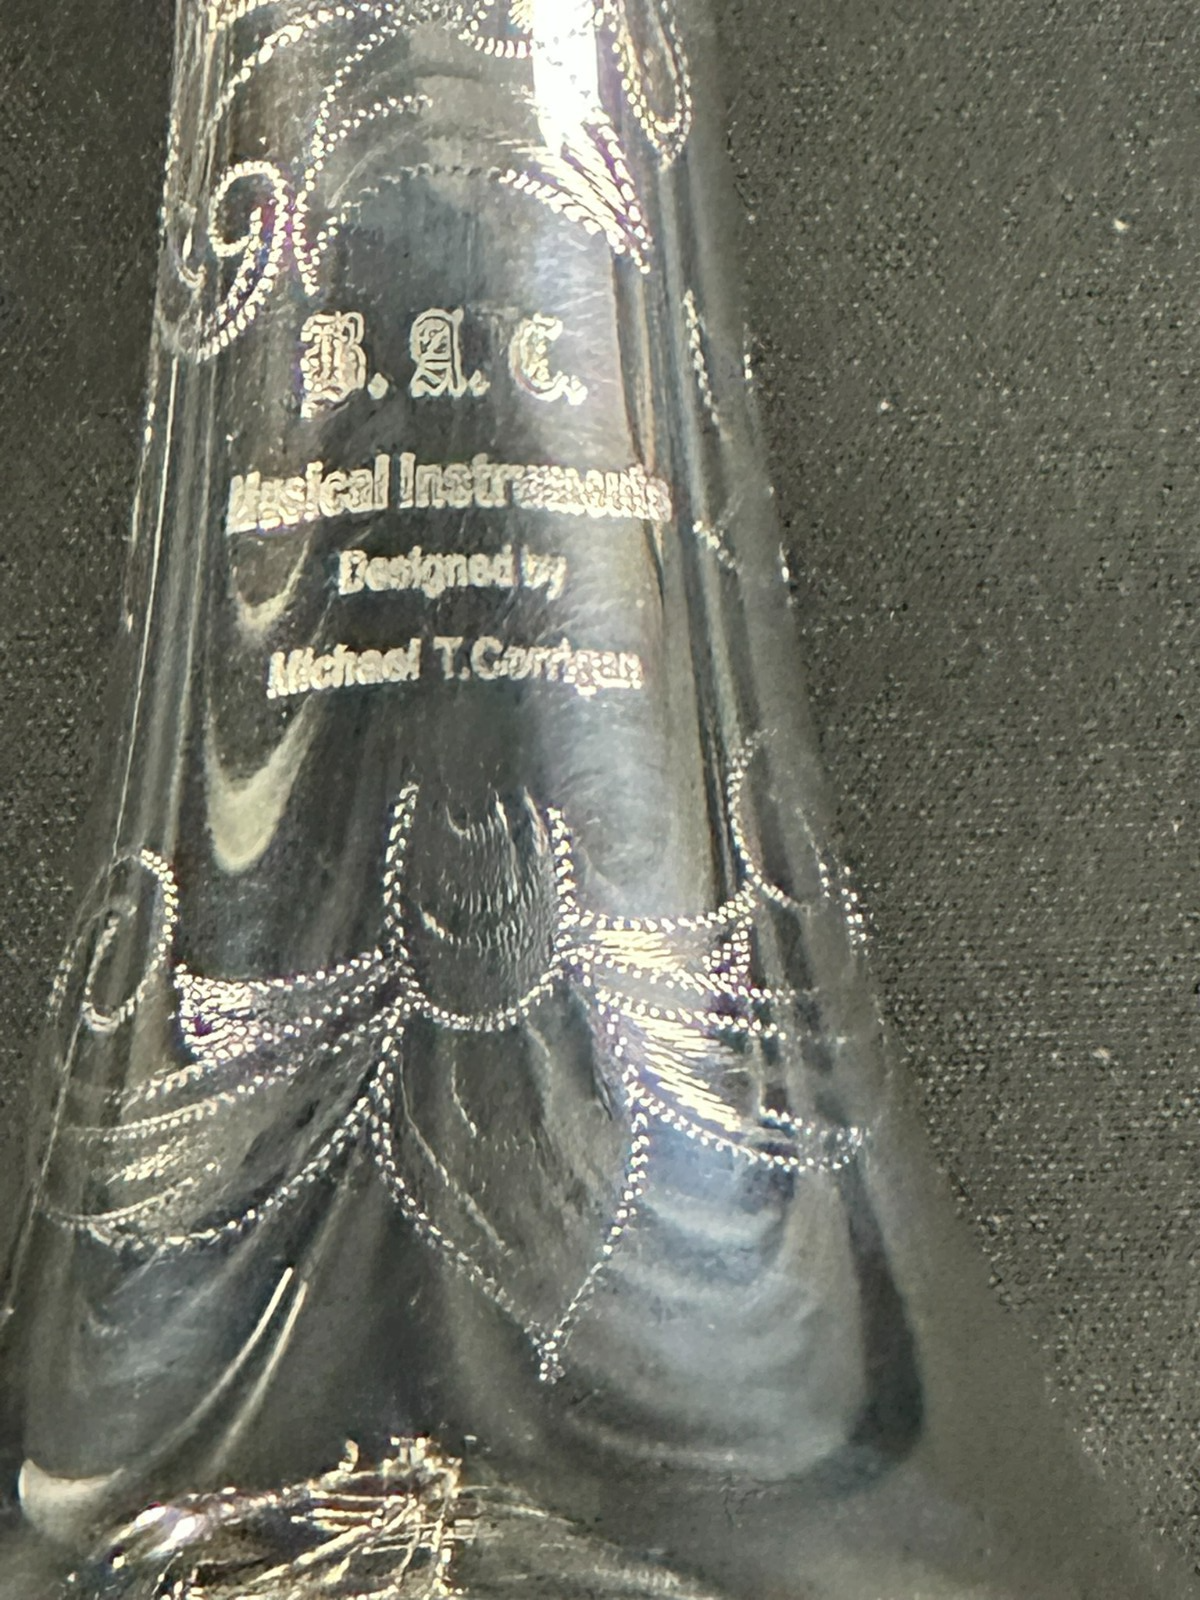 B. A. C.
Musical Instruments
Designed by
Michael T. Corrigan